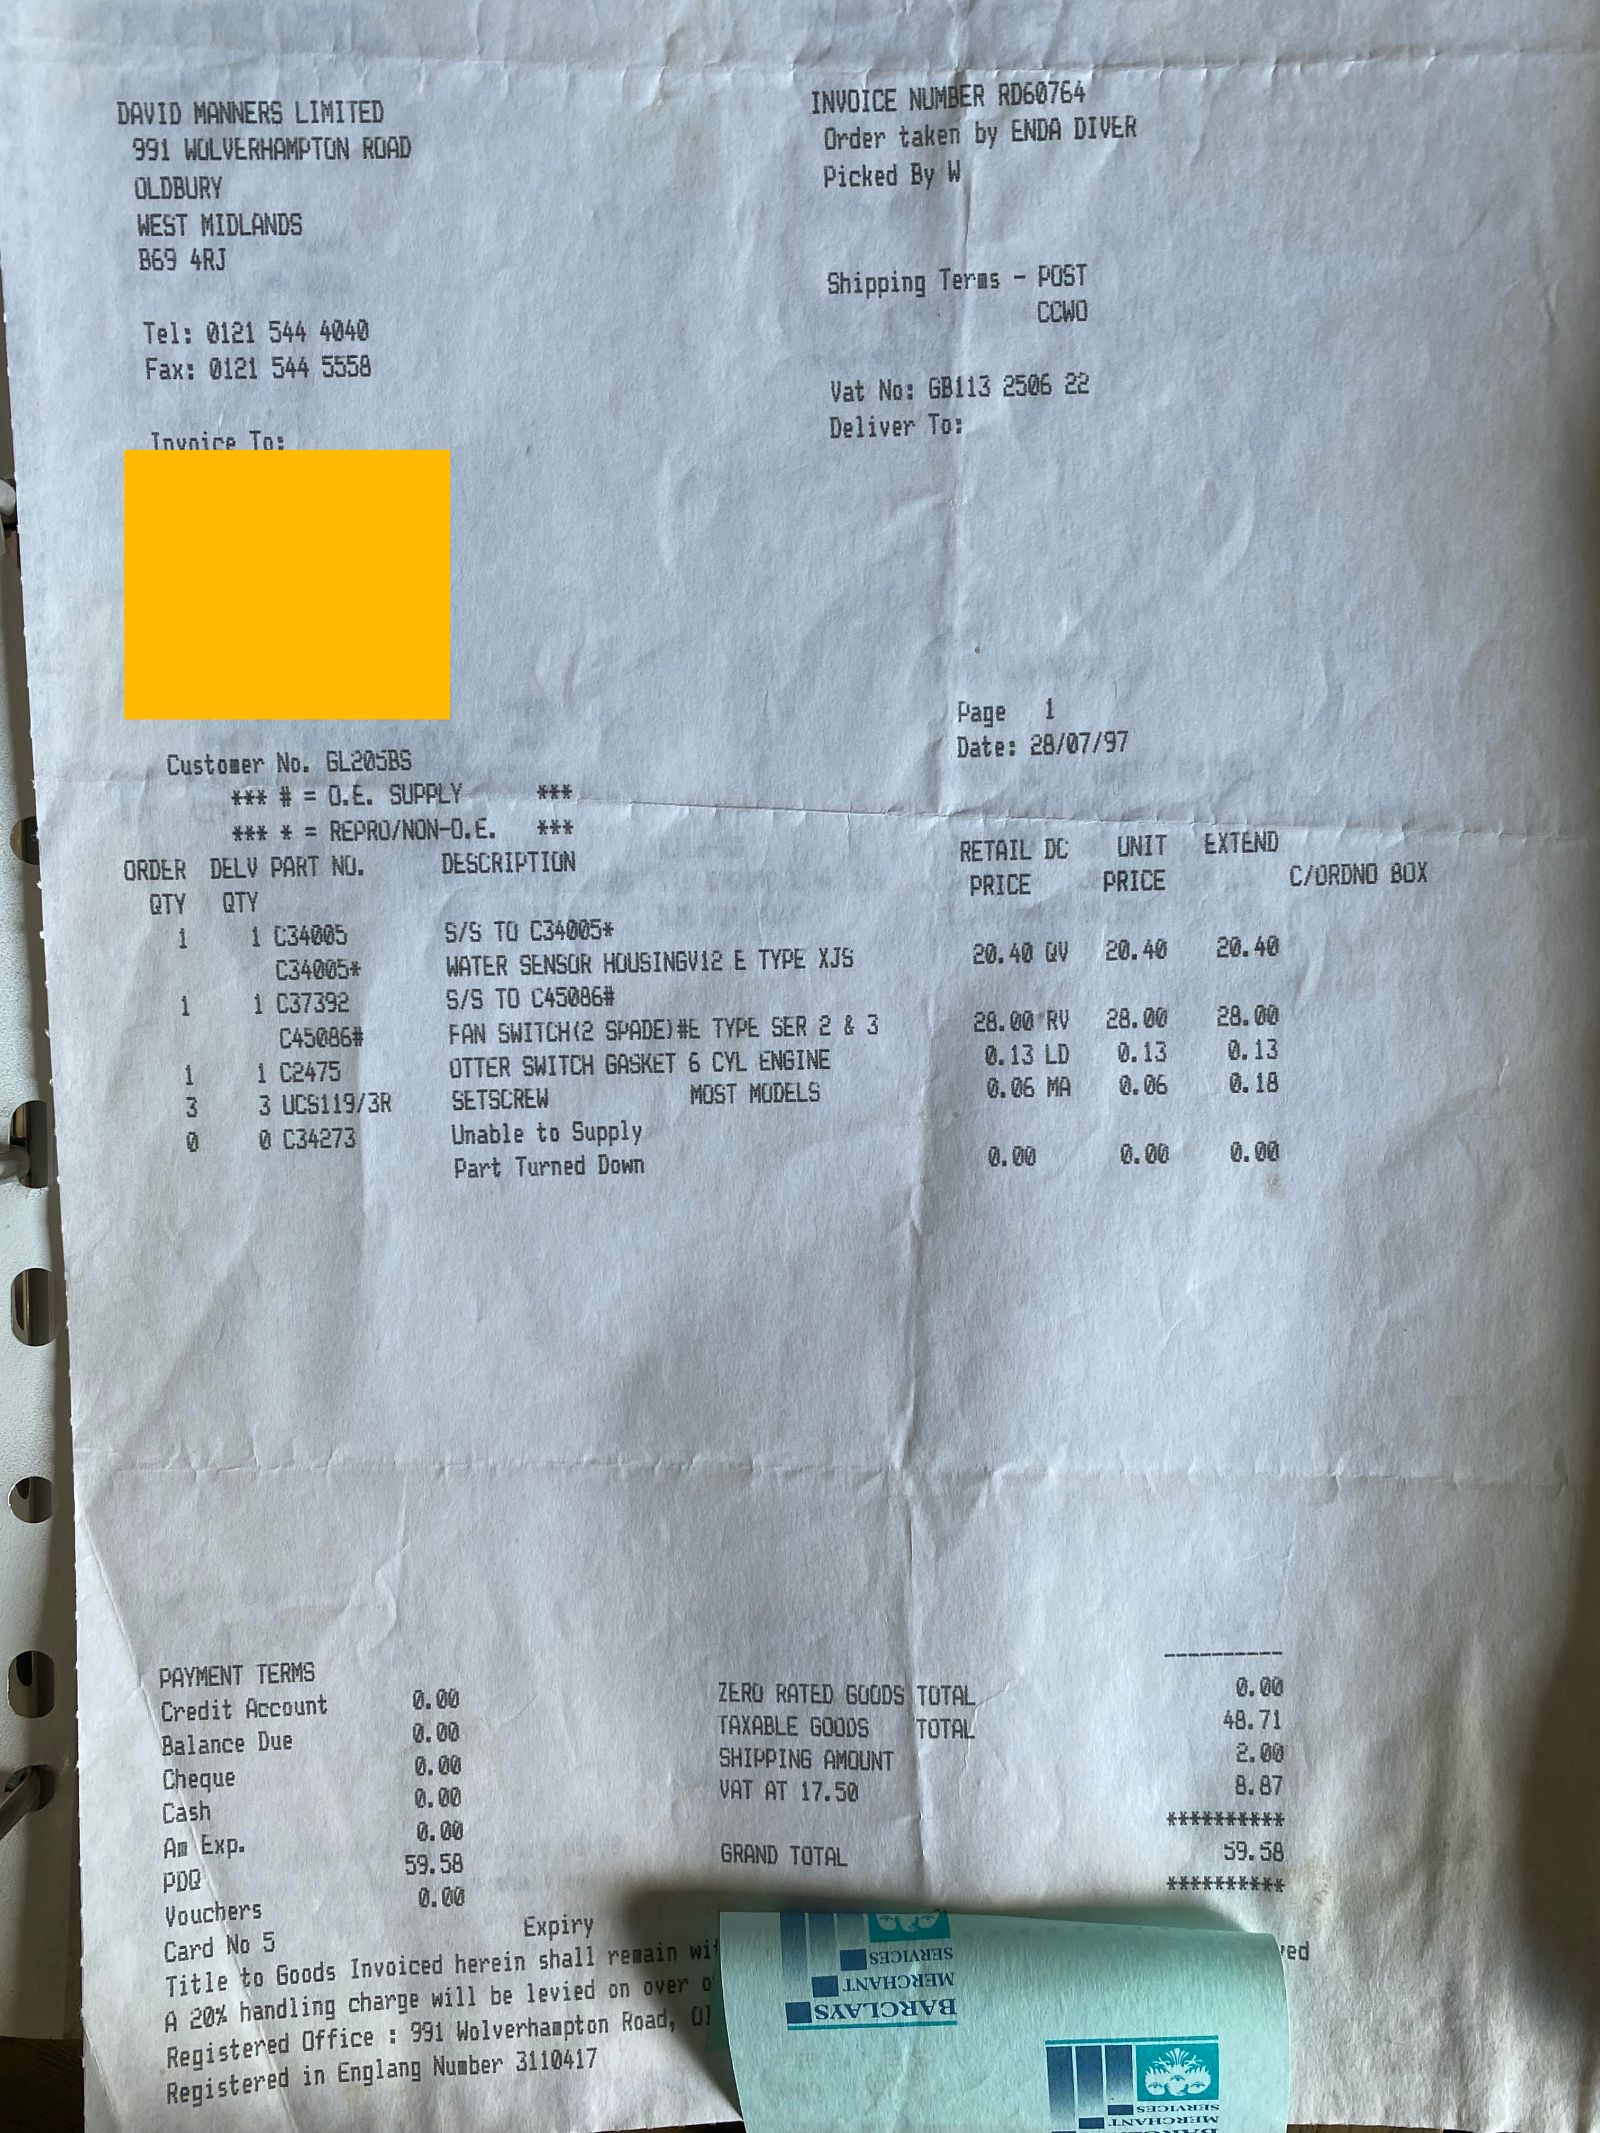 DAVID MANNERS LIMITED
991 WOLVERHAMPTON ROAD
OLDBURY
WEST MIDLANDS
B69 4RJ
Tel: 0121 544 4040
Fax: 0121 544 5558
Invoice To:
INVOICE NUMBER RD60764
Order taken by ENDA DIVER
Picked By W
Shipping Terms - POST
CCWO
Vat No: GB113 2506 22
Deliver To:
Page 1
Date: 28/07/97
Customer No. GL205BS
*** # = O.E. SUPPLY ***
*** * = REPRO/NON-O.E. ***
ORDER DELV PART NO. DESCRIPTION RETAIL DC UNIT EXTEND
QTY QTY PRICE PRICE C/ORDNO BOX
1 1 C34005 S/S TO C34005*
C34005* WATER SENSOR HOUSINGV12 E TYPE XJS 20.40 QV 20.40 20.40
1 1 C37392 S/S TO C45086#
C45086# FAN SWITCH(2 SPADE)#E TYPE SER 2 & 3 28.00 RV 28.00 28.00
1 1 C2475 OTTER SWITCH GASKET 6 CYL ENGINE 0.13 LD 0.13 0.13
3 3 UCS119/3R SETSCREW MOST MODELS 0.06 MA 0.06 0.18
0 0 C34273 Unable to Supply
Part Turned Down 0.00 0.00 0.00
----------
PAYMENT TERMS
Credit Account 0.00
Balance Due 0.00
Cheque 0.00
Cash 0.00
Am Exp. 0.00
PDQ 59.58
Vouchers 0.00
Card No 5 Expiry
ZERO RATED GOODS TOTAL 0.00
TAXABLE GOODS TOTAL 48.71
SHIPPING AMOUNT 2.00
VAT AT 17.50 8.87
**********
GRAND TOTAL 59.58
**********
Title to Goods Invoiced herein shall remain
A 20% handling charge will be levied on over
Registered Office : 991 Wolverhampton Road,
Registered in Englang Number 3110417
BARCLAYS
MERCHANT
SERVICES
MERCHANT
SERVICES